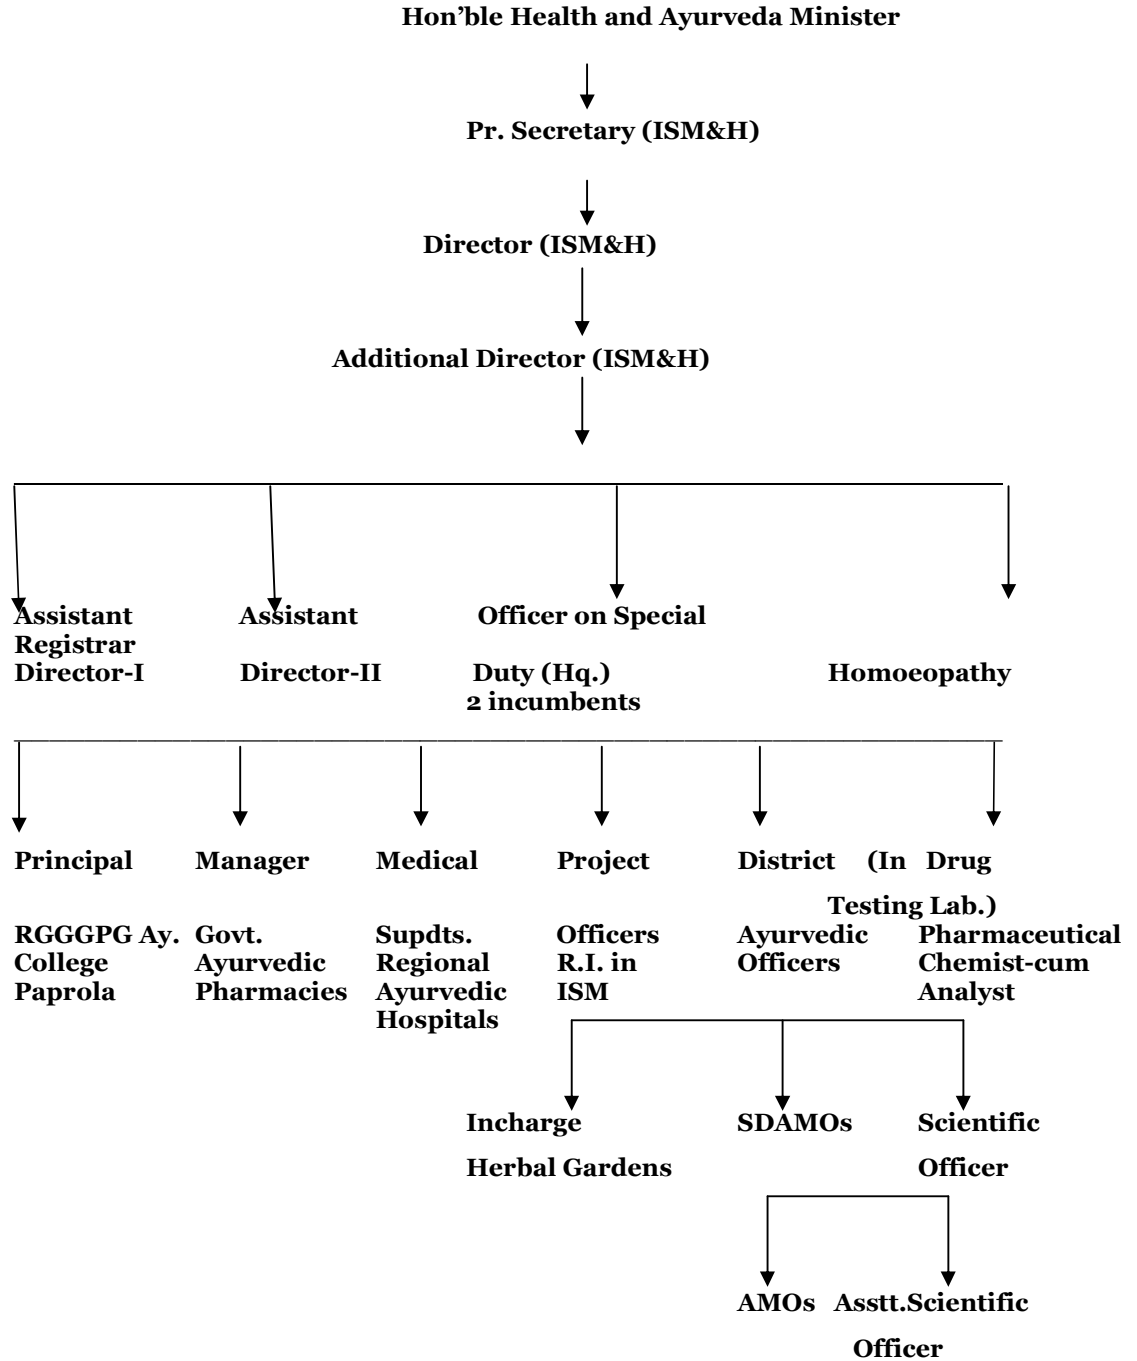 Hon’ble Health and Ayurveda Minister
Pr. Secretary (ISM&H)
Director (ISM&H)
Additional Director (ISM&H)
Assistant Assistant Officer on Special
Registrar
Director-I Director-II Duty (Hq.) Homoeopathy
2 incumbents
Principal Manager Medical Project District (In Drug
Testing Lab.)
RGGGPG Ay. Govt. Supdts. Officers Ayurvedic Pharmaceutical
College Ayurvedic Regional R.I. in Officers Chemist-cum
Paprola Pharmacies Ayurvedic ISM Analyst
Hospitals
Incharge SDAMOs Scientific
Herbal Gardens Officer
AMOs Asstt.Scientific
Officer